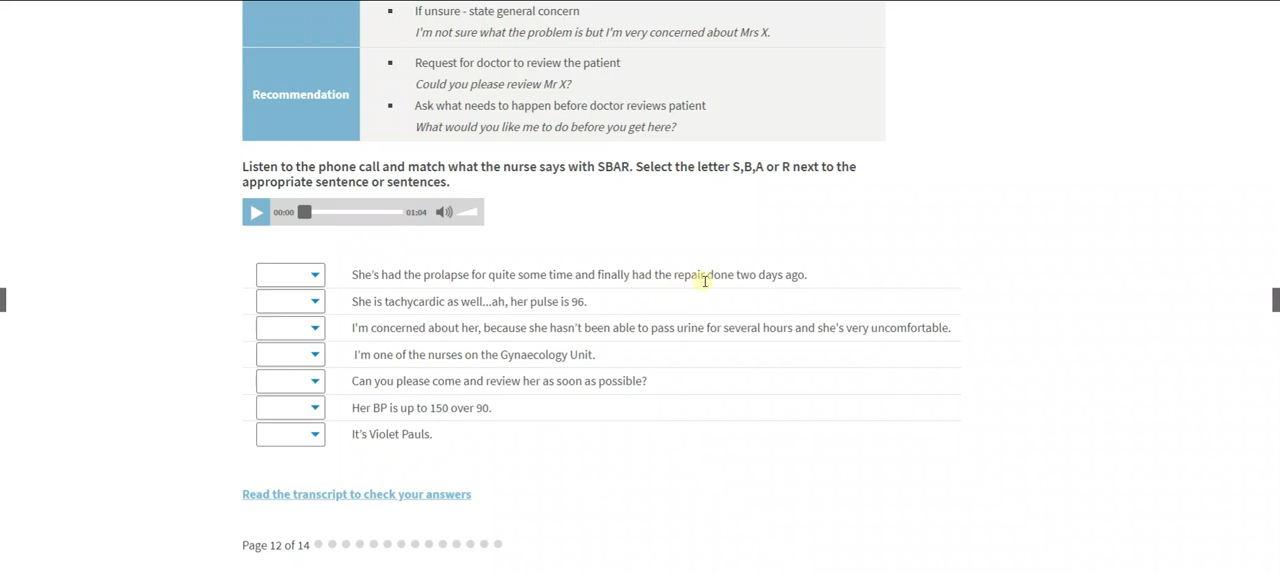 If unsure - state general concern
I'm not sure what the problem is but I'm very concerned about Mrs X.
Recommendation
Request for doctor to review the patient
Could you please review Mr X?
Ask what needs to happen before doctor reviews patient
What would you like me to do before you get here?
Listen to the phone call and match what the nurse says with SBAR. Select the letter S,B,A or R next to the
appropriate sentence or sentences.
00:00 01:04
She's had the prolapse for quite some time and finally had the repair done two days ago.
She is tachycardic as well...ah, her pulse is 96.
I'm concerned about her, because she hasn't been able to pass urine for several hours and she's very uncomfortable.
I'm one of the nurses on the Gynaecology Unit.
Can you please come and review her as soon as possible?
Her BP is up to 150 over 90.
It's Violet Pauls.
Read the transcript to check your answers
Page 12 of 14